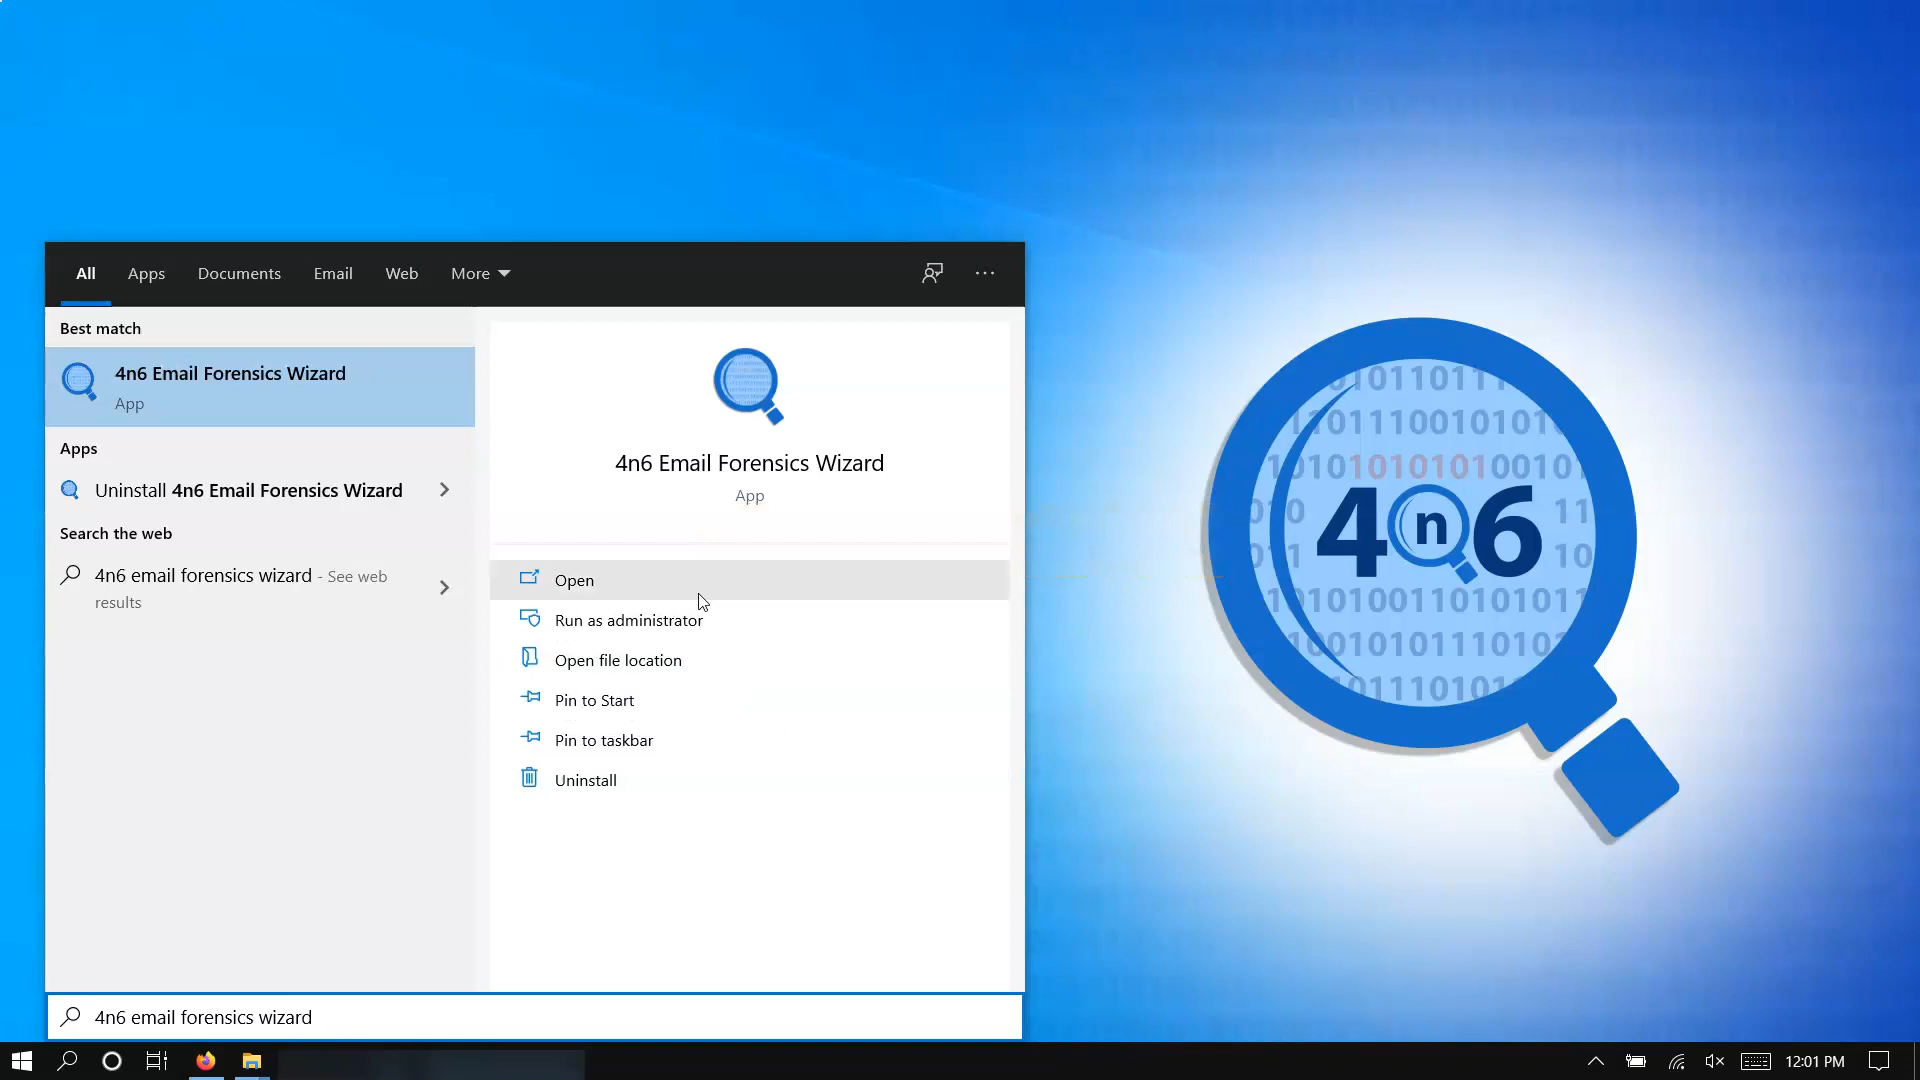 All Apps Documents Email Web More
Best match
4n6 Email Forensics Wizard
App
Apps
Uninstall 4n6 Email Forensics Wizard
Search the web
4n6 email forensics wizard - See web
results
4n6 Email Forensics Wizard
App
Open
Run as administrator
Open file location
Pin to Start
Pin to taskbar
Uninstall
4n6 email forensics wizard
4n6
12:01 PM